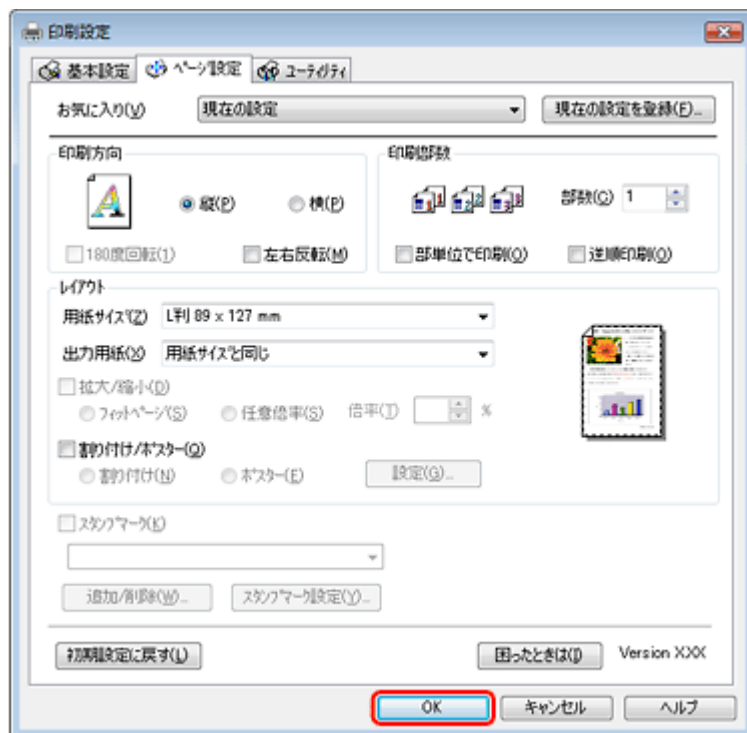 印刷設定
基本設定 ページ設定 ユーティリティ
お気に入り(V) 現在の設定 現在の設定を登録(F)...
印刷方向
縦(P) 横(P)
180度回転(1) 左右反転(M)
印刷部数
部数(C) 1
部単位で印刷(O) 逆順印刷(O)
レイアウト
用紙サイズ(Z) L判 89 x 127 mm
出力用紙(X) 用紙サイズと同じ
拡大/縮小(D)
フィットページ(S) 任意倍率(S) 倍率(T) %
割り付け/ポスター(Q)
割り付け(N) ポスター(E) 設定(G)...
スタンプマーク(K)
追加/削除(W)... スタンプマーク設定(Y)...
初期設定に戻す(L) 困ったときは(I) Version XXX
OK キャンセル ヘルプ